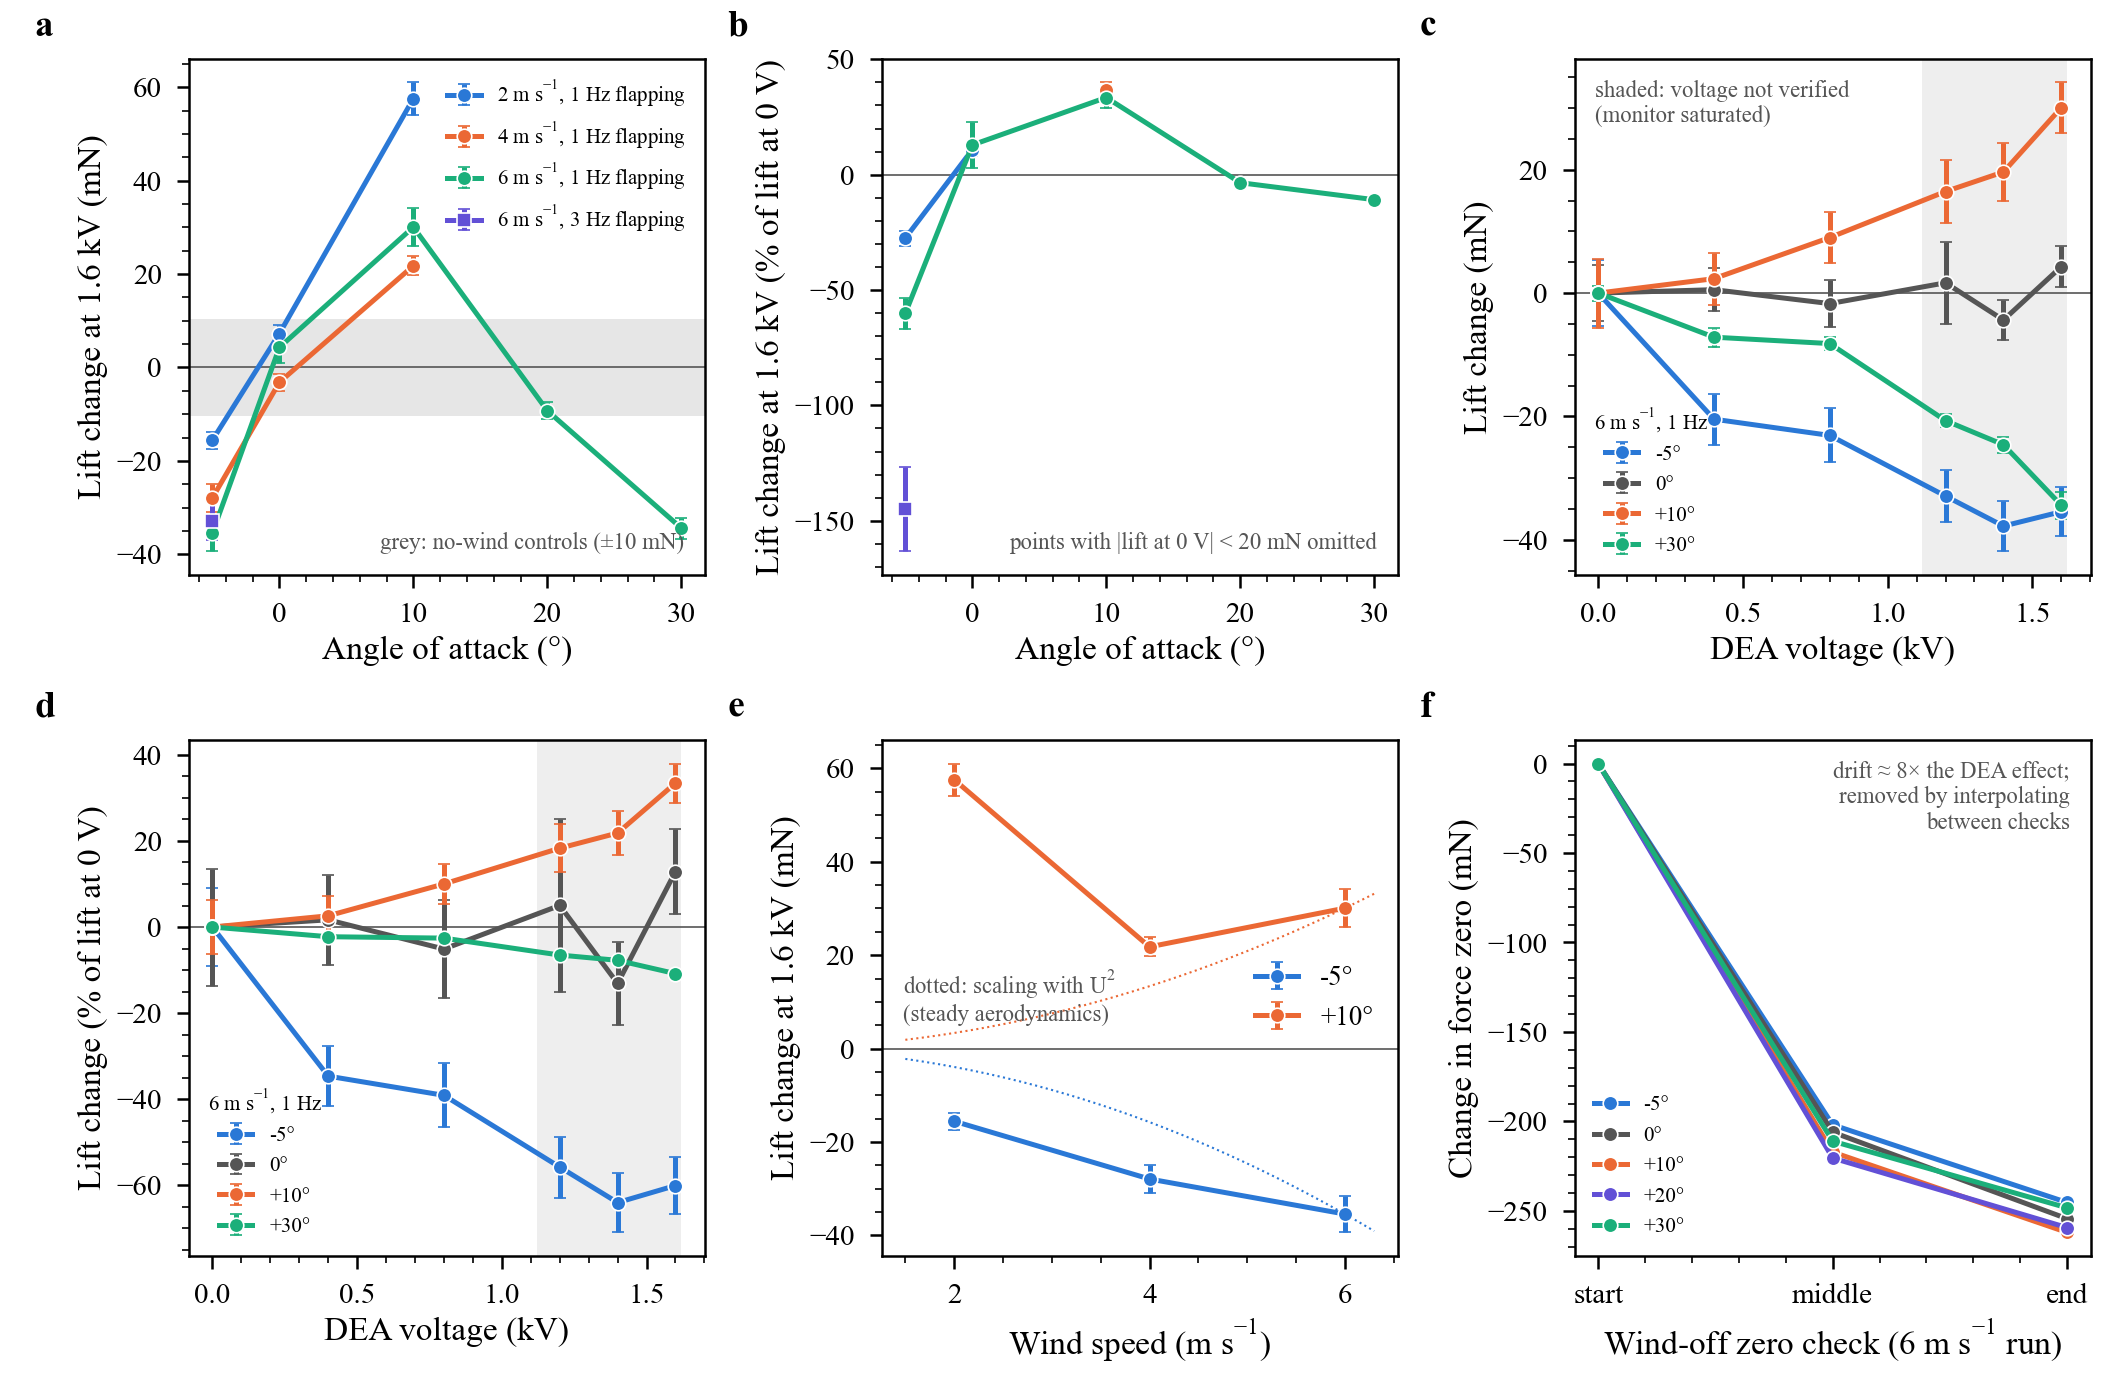 a
Lift change at 1.6 kV (mN)
60
40
20
0
−20
−40
2 m s⁻¹, 1 Hz flapping
4 m s⁻¹, 1 Hz flapping
6 m s⁻¹, 1 Hz flapping
6 m s⁻¹, 3 Hz flapping
grey: no-wind controls (±10 mN)
0 10 20 30
Angle of attack (°)
b
Lift change at 1.6 kV (% of lift at 0 V)
50
0
−50
−100
−150
points with |lift at 0 V| < 20 mN omitted
0 10 20 30
Angle of attack (°)
c
Lift change (mN)
20
0
−20
−40
shaded: voltage not verified
(monitor saturated)
6 m s⁻¹, 1 Hz
-5°
0°
+10°
+30°
0.0 0.5 1.0 1.5
DEA voltage (kV)
d
Lift change (% of lift at 0 V)
40
20
0
−20
−40
−60
6 m s⁻¹, 1 Hz
-5°
0°
+10°
+30°
0.0 0.5 1.0 1.5
DEA voltage (kV)
e
Lift change at 1.6 kV (mN)
60
40
20
0
−20
−40
dotted: scaling with U²
(steady aerodynamics)
-5°
+10°
2 4 6
Wind speed (m s⁻¹)
f
Change in force zero (mN)
0
−50
−100
−150
−200
−250
drift ≈ 8× the DEA effect;
removed by interpolating
between checks
-5°
0°
+10°
+20°
+30°
start middle end
Wind-off zero check (6 m s⁻¹ run)